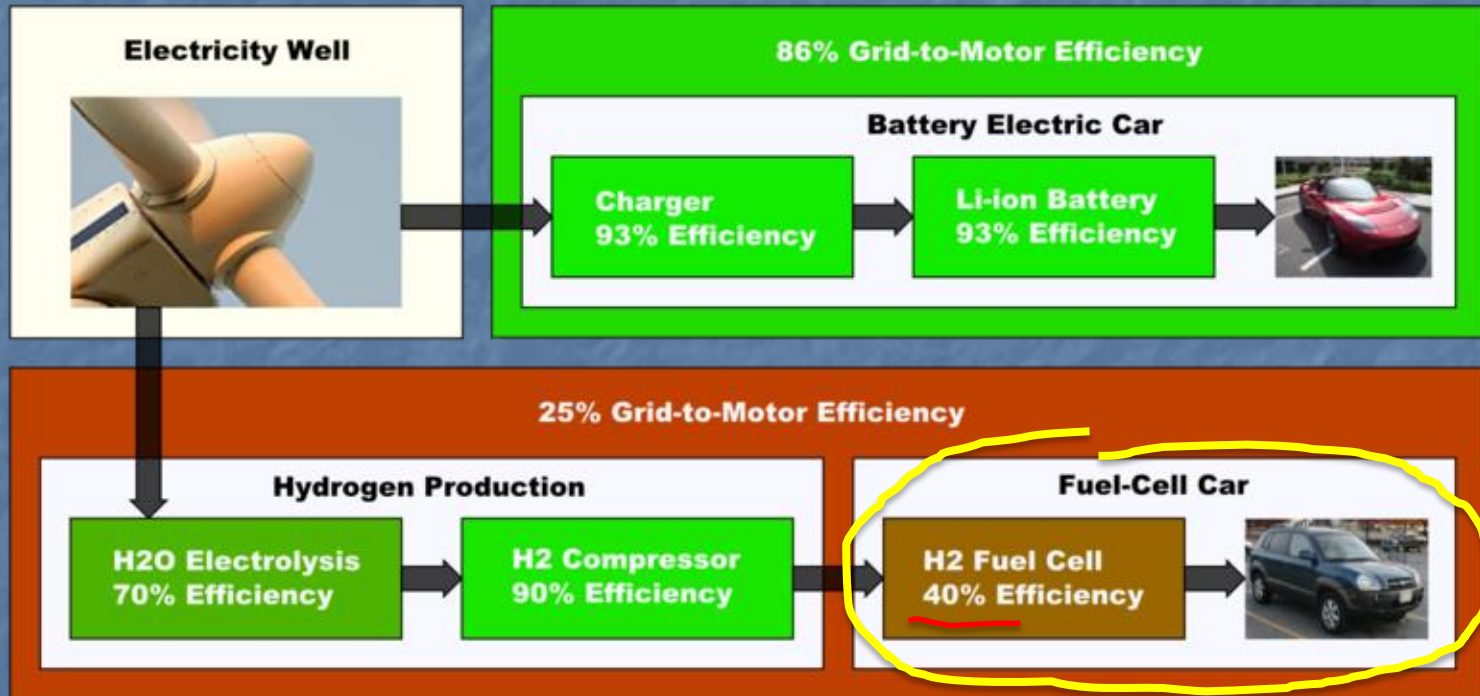 Electricity Well
86% Grid-to-Motor Efficiency
Battery Electric Car
Charger
93% Efficiency
Li-ion Battery
93% Efficiency
25% Grid-to-Motor Efficiency
Hydrogen Production
H2O Electrolysis
70% Efficiency
H2 Compressor
90% Efficiency
Fuel-Cell Car
H2 Fuel Cell
40% Efficiency